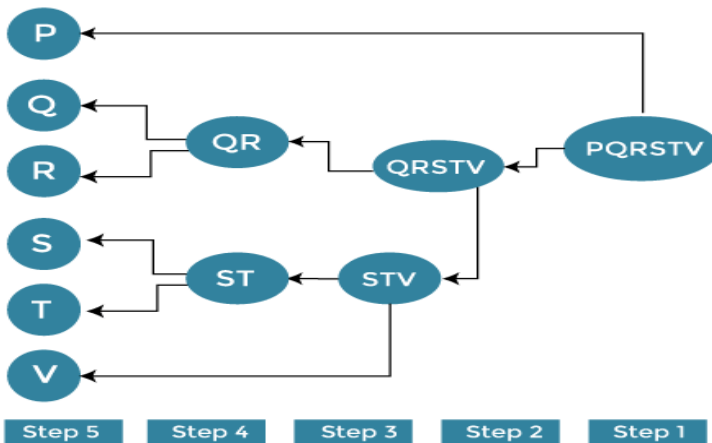 P
Q
R
QR
QRSTV
PQRSTV
S
T
ST
STV
V
Step 5
Step 4
Step 3
Step 2
Step 1